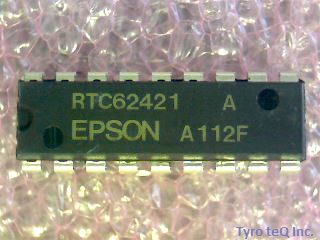 RTC62421 A
EPSON A112F
Tyro teQ Inc.